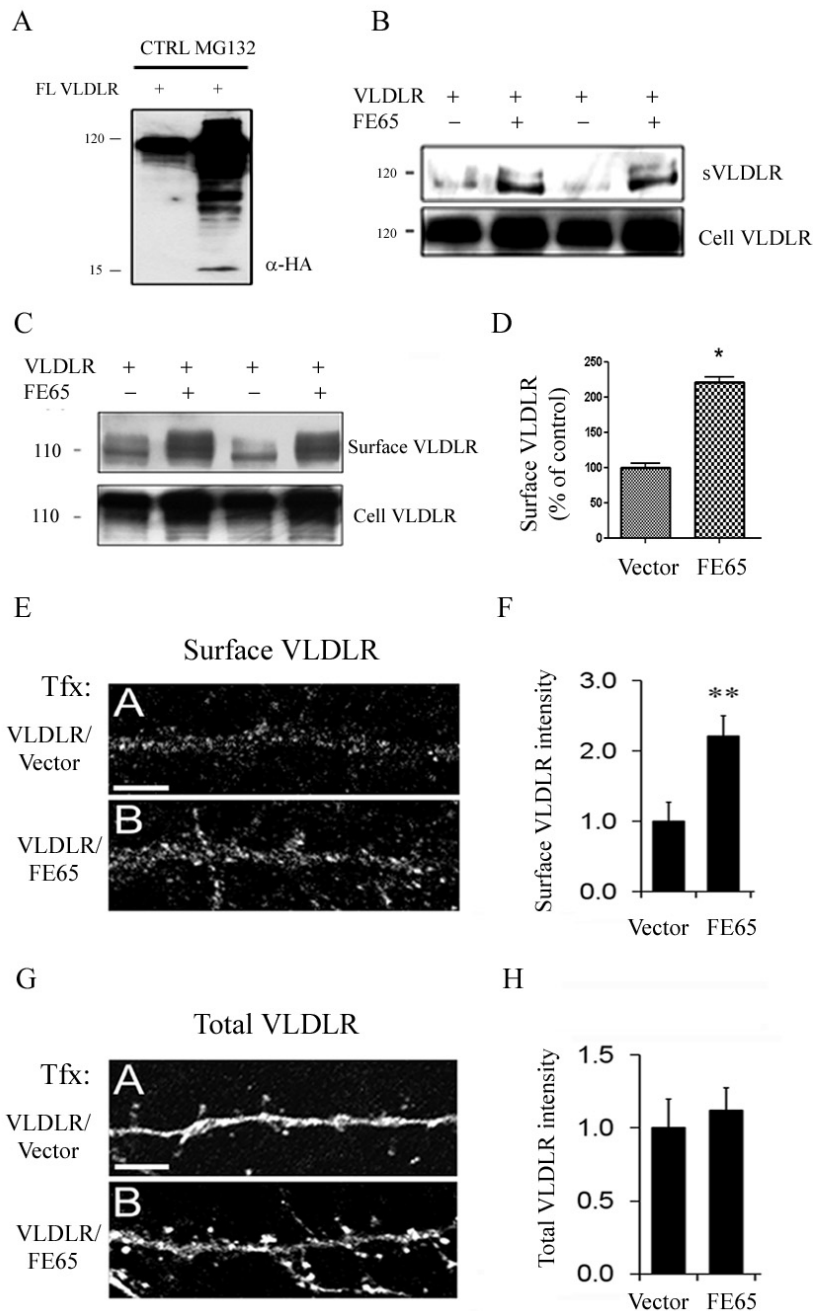 A
CTRL MG132
FL VLDLR + +
120
15
α-HA
B
VLDLR + + + +
FE65 − + − +
120
sVLDLR
120
Cell VLDLR
C
VLDLR + + + +
FE65 − + − +
110
Surface VLDLR
110
Cell VLDLR
D
Surface VLDLR
(% of control)
250
200
150
100
50
0
*
Vector FE65
E
Surface VLDLR
Tfx:
VLDLR/
Vector
A
VLDLR/
FE65
B
F
Surface VLDLR intensity
3.0
2.0
1.0
0.0
**
Vector FE65
G
Total VLDLR
Tfx:
VLDLR/
Vector
A
VLDLR/
FE65
B
H
Total VLDLR intensity
1.5
1.0
0.5
0.0
Vector FE65